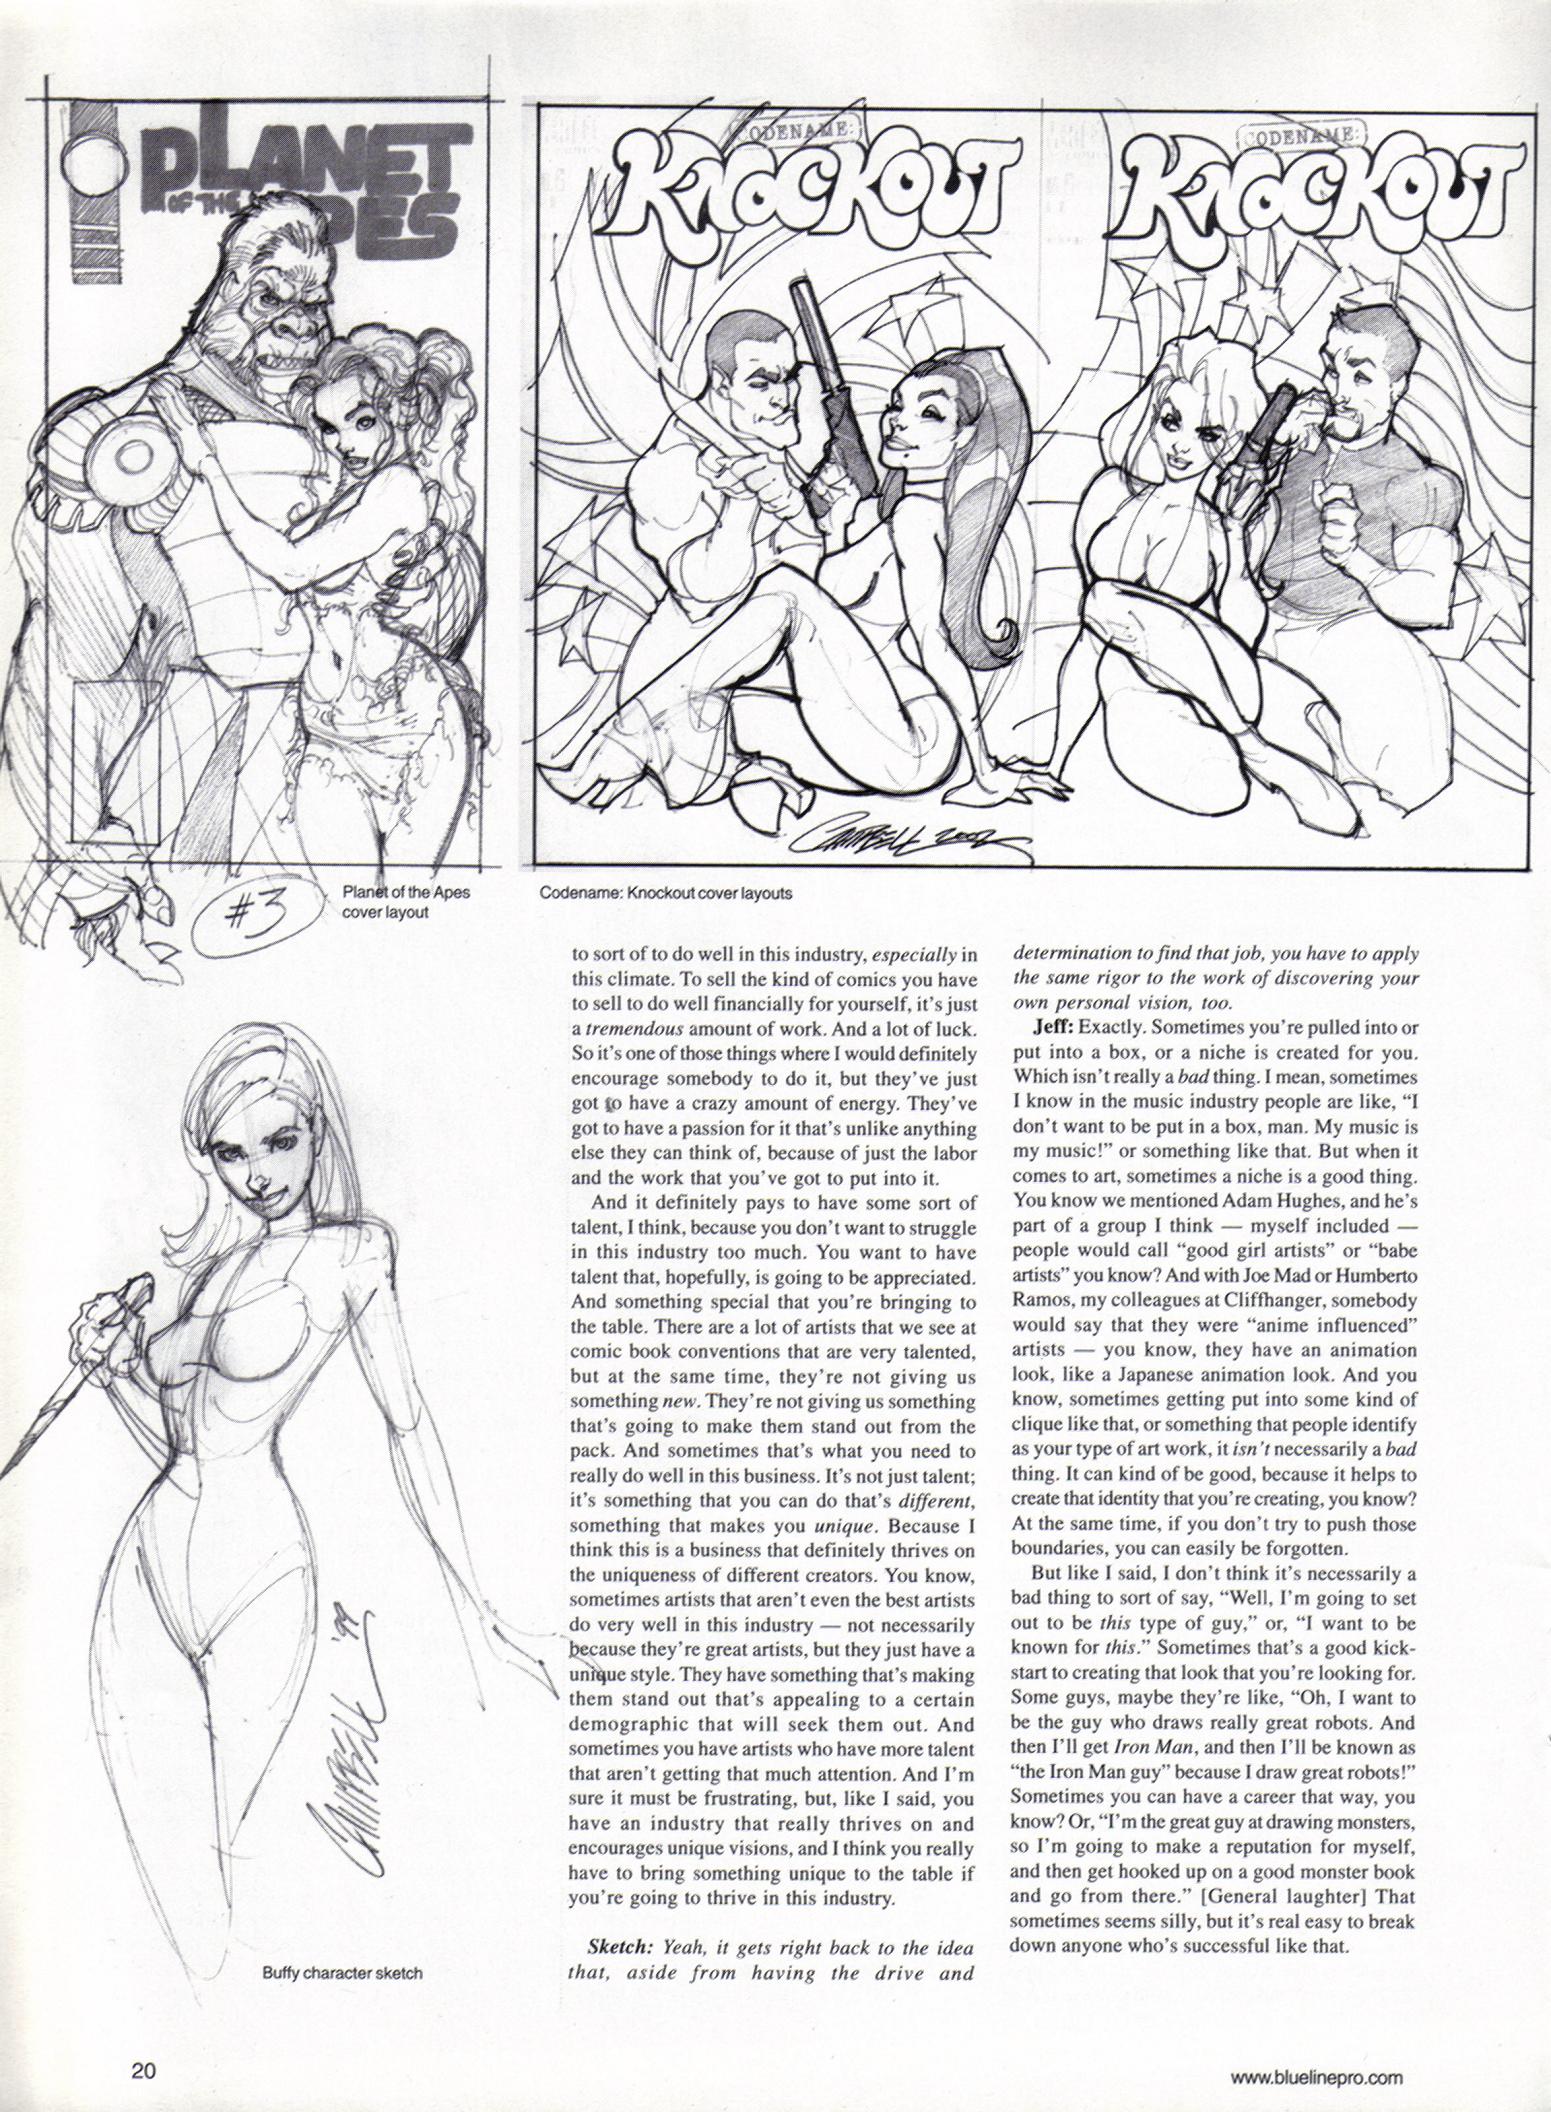 PLANET
OF THE
APES
CODENAME:
KNOCKOUT
CODENAME:
KNOCKOUT
CAMPBELL 2002
#3
Planet of the Apes
cover layout
Codename: Knockout cover layouts
to sort of to do well in this industry, especially in
this climate. To sell the kind of comics you have
to sell to do well financially for yourself, it's just
a tremendous amount of work. And a lot of luck.
So it's one of those things where I would definitely
encourage somebody to do it, but they've just
got to have a crazy amount of energy. They've
got to have a passion for it that's unlike anything
else they can think of, because of just the labor
and the work that you've got to put into it.
And it definitely pays to have some sort of
talent, I think, because you don't want to struggle
in this industry too much. You want to have
talent that, hopefully, is going to be appreciated.
And something special that you're bringing to
the table. There are a lot of artists that we see at
comic book conventions that are very talented,
but at the same time, they're not giving us
something new. They're not giving us something
that's going to make them stand out from the
pack. And sometimes that's what you need to
really do well in this business. It's not just talent;
it's something that you can do that's different,
something that makes you unique. Because I
think this is a business that definitely thrives on
the uniqueness of different creators. You know,
sometimes artists that aren't even the best artists
do very well in this industry — not necessarily
because they're great artists, but they just have a
unique style. They have something that's making
them stand out that's appealing to a certain
demographic that will seek them out. And
sometimes you have artists who have more talent
that aren't getting that much attention. And I'm
sure it must be frustrating, but, like I said, you
have an industry that really thrives on and
encourages unique visions, and I think you really
have to bring something unique to the table if
you're going to thrive in this industry.
Sketch: Yeah, it gets right back to the idea
that, aside from having the drive and
determination to find that job, you have to apply
the same rigor to the work of discovering your
own personal vision, too.
Jeff: Exactly. Sometimes you're pulled into or
put into a box, or a niche is created for you.
Which isn't really a bad thing. I mean, sometimes
I know in the music industry people are like, "I
don't want to be put in a box, man. My music is
my music!" or something like that. But when it
comes to art, sometimes a niche is a good thing.
You know we mentioned Adam Hughes, and he's
part of a group I think — myself included —
people would call "good girl artists" or "babe
artists" you know? And with Joe Mad or Humberto
Ramos, my colleagues at Cliffhanger, somebody
would say that they were "anime influenced"
artists — you know, they have an animation
look, like a Japanese animation look. And you
know, sometimes getting put into some kind of
clique like that, or something that people identify
as your type of art work, it isn't necessarily a bad
thing. It can kind of be good, because it helps to
create that identity that you're creating, you know?
At the same time, if you don't try to push those
boundaries, you can easily be forgotten.
But like I said, I don't think it's necessarily a
bad thing to sort of say, "Well, I'm going to set
out to be this type of guy," or, "I want to be
known for this." Sometimes that's a good kick-
start to creating that look that you're looking for.
Some guys, maybe they're like, "Oh, I want to
be the guy who draws really great robots. And
then I'll get Iron Man, and then I'll be known as
"the Iron Man guy" because I draw great robots!"
Sometimes you can have a career that way, you
know? Or, "I'm the great guy at drawing monsters,
so I'm going to make a reputation for myself,
and then get hooked up on a good monster book
and go from there." [General laughter] That
sometimes seems silly, but it's real easy to break
down anyone who's successful like that.
CAMPBELL '99
Buffy character sketch
20
www.bluelinepro.com